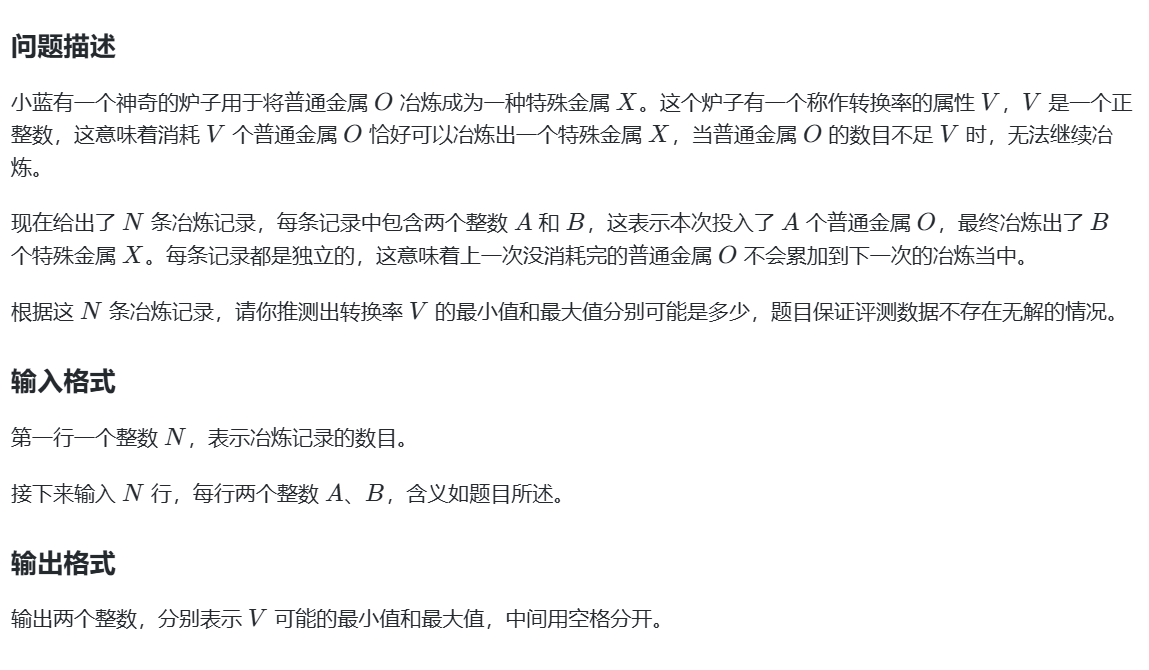 问题描述
小蓝有一个神奇的炉子用于将普通金属 O 冶炼成为一种特殊金属 X。这个炉子有一个称作转换率的属性 V，V 是一个正
整数，这意味着消耗 V 个普通金属 O 恰好可以冶炼出一个特殊金属 X，当普通金属 O 的数目不足 V 时，无法继续冶
炼。
现在给出了 N 条冶炼记录，每条记录中包含两个整数 A 和 B，这表示本次投入了 A 个普通金属 O，最终冶炼出了 B
个特殊金属 X。每条记录都是独立的，这意味着上一次没消耗完的普通金属 O 不会累加到下一次的冶炼当中。
根据这 N 条冶炼记录，请你推测出转换率 V 的最小值和最大值分别可能是多少，题目保证评测数据不存在无解的情况。
输入格式
第一行一个整数 N，表示冶炼记录的数目。
接下来输入 N 行，每行两个整数 A、B，含义如题目所述。
输出格式
输出两个整数，分别表示 V 可能的最小值和最大值，中间用空格分开。